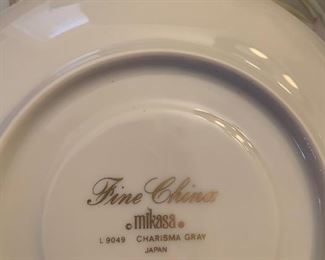 Fine China
© mikasa ®
L 9049 CHARISMA GRAY
JAPAN